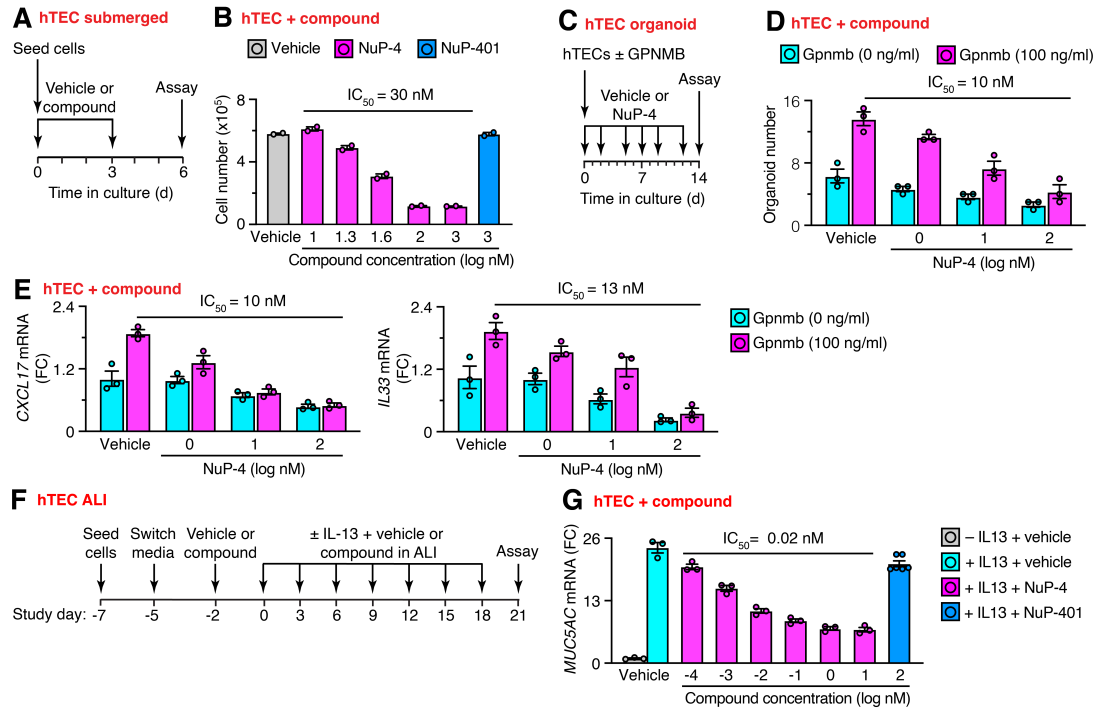 A hTEC submerged
Seed cells
Vehicle or
compound
Assay
0 3 6
Time in culture (d)
B hTEC + compound
Vehicle NuP-4 NuP-401
IC50 = 30 nM
Cell number (x10⁵)
8
4
0
Vehicle 1 1.3 1.6 2 3 3
Compound concentration (log nM)
C hTEC organoid
hTECs ± GPNMB
Assay
Vehicle or
NuP-4
0 7 14
Time in culture (d)
D hTEC + compound
Gpnmb (0 ng/ml) Gpnmb (100 ng/ml)
IC50 = 10 nM
Organoid number
16
8
0
Vehicle 0 1 2
NuP-4 (log nM)
E hTEC + compound
IC50 = 10 nM
CXCL17 mRNA
(FC)
2.4
1.2
0
Vehicle 0 1 2
NuP-4 (log nM)
IC50 = 13 nM
IL33 mRNA
(FC)
2.4
1.2
0
Vehicle 0 1 2
NuP-4 (log nM)
Gpnmb (0 ng/ml)
Gpnmb (100 ng/ml)
F hTEC ALI
Seed
cells
Switch
media
Vehicle or
compound
± IL-13 + vehicle or
compound in ALI
Assay
Study day: -7 -5 -2 0 3 6 9 12 15 18 21
G hTEC + compound
IC50= 0.02 nM
MUC5AC mRNA (FC)
26
13
0
Vehicle -4 -3 -2 -1 0 1 2
Compound concentration (log nM)
– IL13 + vehicle
+ IL13 + vehicle
+ IL13 + NuP-4
+ IL13 + NuP-401